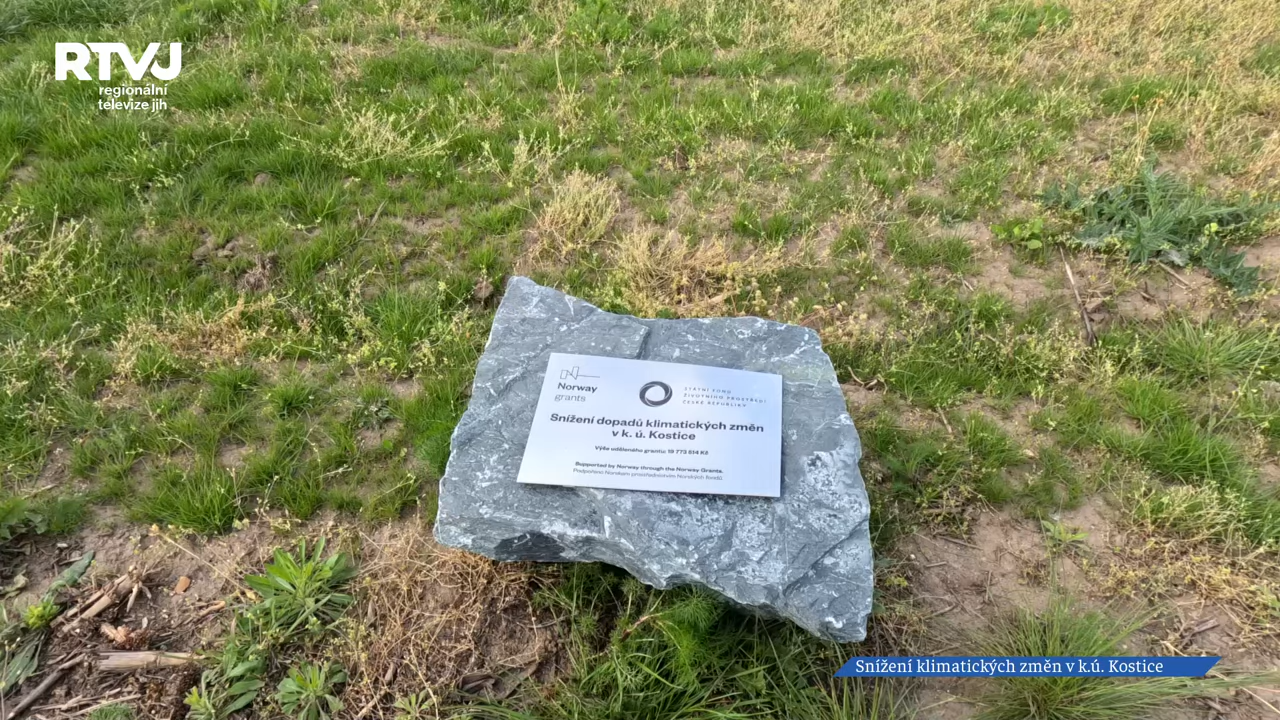 RTVJ
regionální
televize jih
Norway
grants
STÁTNÍ FOND
ŽIVOTNÍHO PROSTŘEDÍ
ČESKÉ REPUBLIKY
Snížení dopadů klimatických změn
v k. ú. Kostice
Výše uděleného grantu: 19 773 614 Kč
Supported by Norway through the Norway Grants.
Podpořeno Norskem prostřednictvím Norských fondů.
Snížení klimatických změn v k.ú. Kostice